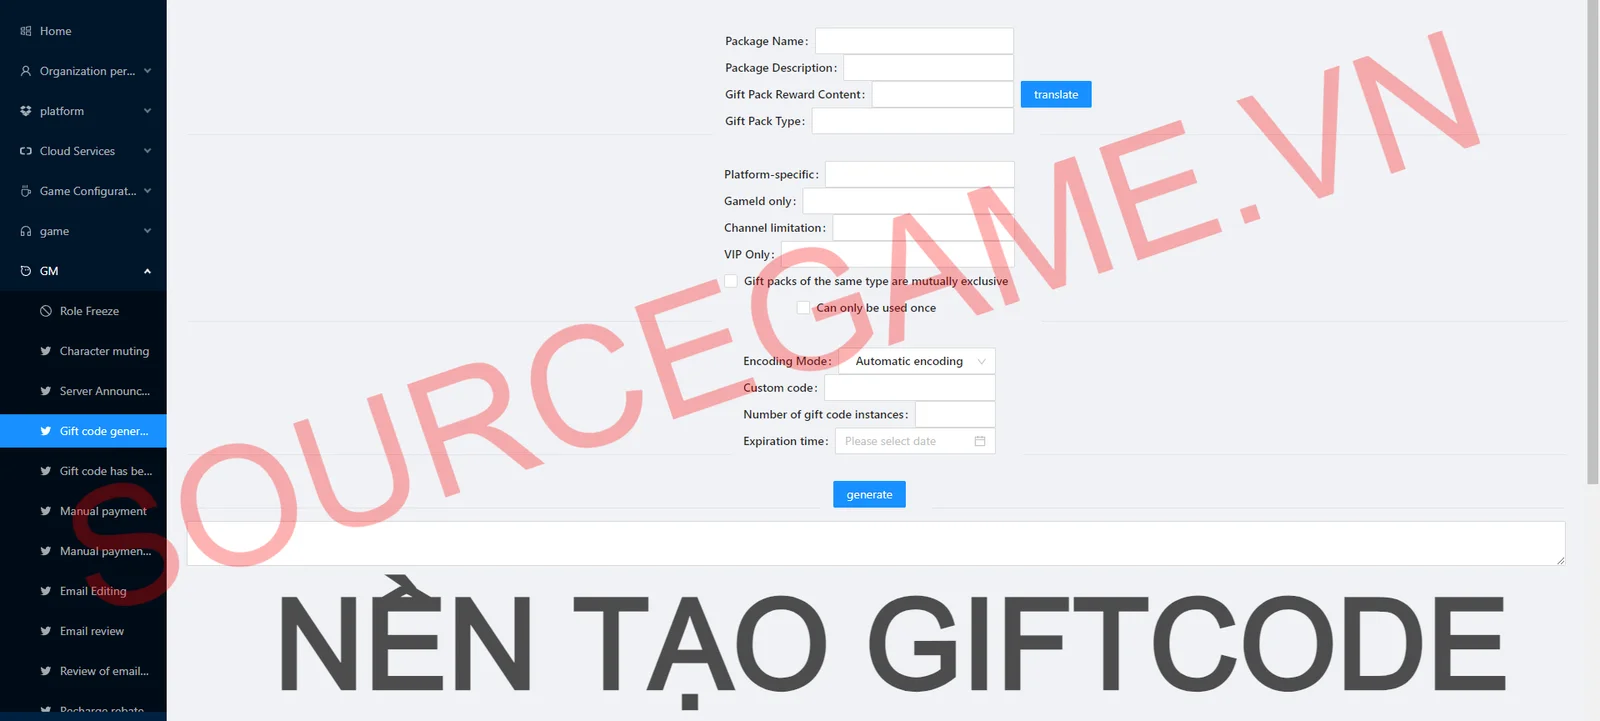 Home
Organization per...
platform
Cloud Services
Game Configurat...
game
GM
Role Freeze
Character muting
Server Announc...
Gift code gener...
Gift code has be...
Manual payment
Manual paymen...
Email Editing
Email review
Review of email...
Recharge rebate
Package Name:
Package Description:
Gift Pack Reward Content:
translate
Gift Pack Type:
Platform-specific:
GameId only:
Channel limitation:
VIP Only:
Gift packs of the same type are mutually exclusive
Can only be used once
Encoding Mode: Automatic encoding
Custom code:
Number of gift code instances:
Expiration time: Please select date
generate
SOURCEGAME.VN
NỀN TẠO GIFTCODE